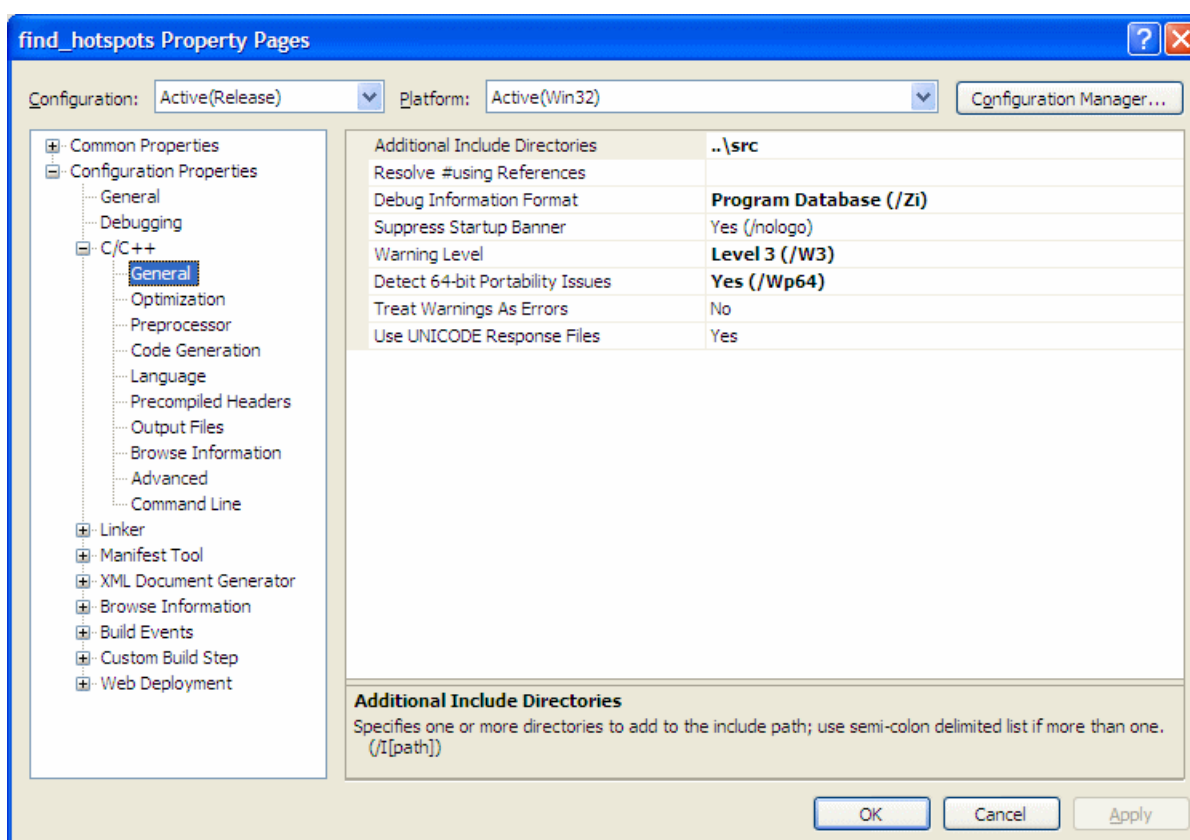 find_hotspots Property Pages
Configuration: Active(Release) Platform: Active(Win32) Configuration Manager...
Common Properties
Configuration Properties
General
Debugging
C/C++
General
Optimization
Preprocessor
Code Generation
Language
Precompiled Headers
Output Files
Browse Information
Advanced
Command Line
Linker
Manifest Tool
XML Document Generator
Browse Information
Build Events
Custom Build Step
Web Deployment
Additional Include Directories ..\src
Resolve #using References
Debug Information Format Program Database (/Zi)
Suppress Startup Banner Yes (/nologo)
Warning Level Level 3 (/W3)
Detect 64-bit Portability Issues Yes (/Wp64)
Treat Warnings As Errors No
Use UNICODE Response Files Yes
Additional Include Directories
Specifies one or more directories to add to the include path; use semi-colon delimited list if more than one.
(/I[path])
OK Cancel Apply